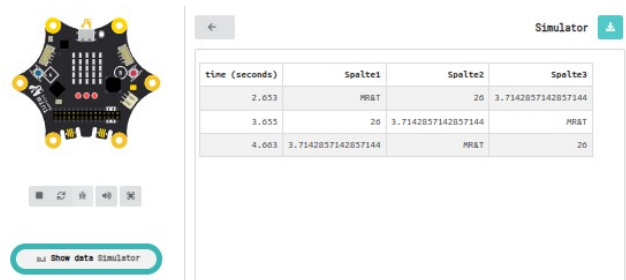 Simulator
time (seconds) Spalte1 Spalte2 Spalte3
2.653 MR&T 26 3.7142857142857144
3.655 26 3.7142857142857144 MR&T
4.663 3.7142857142857144 MR&T 26
Show data Simulator